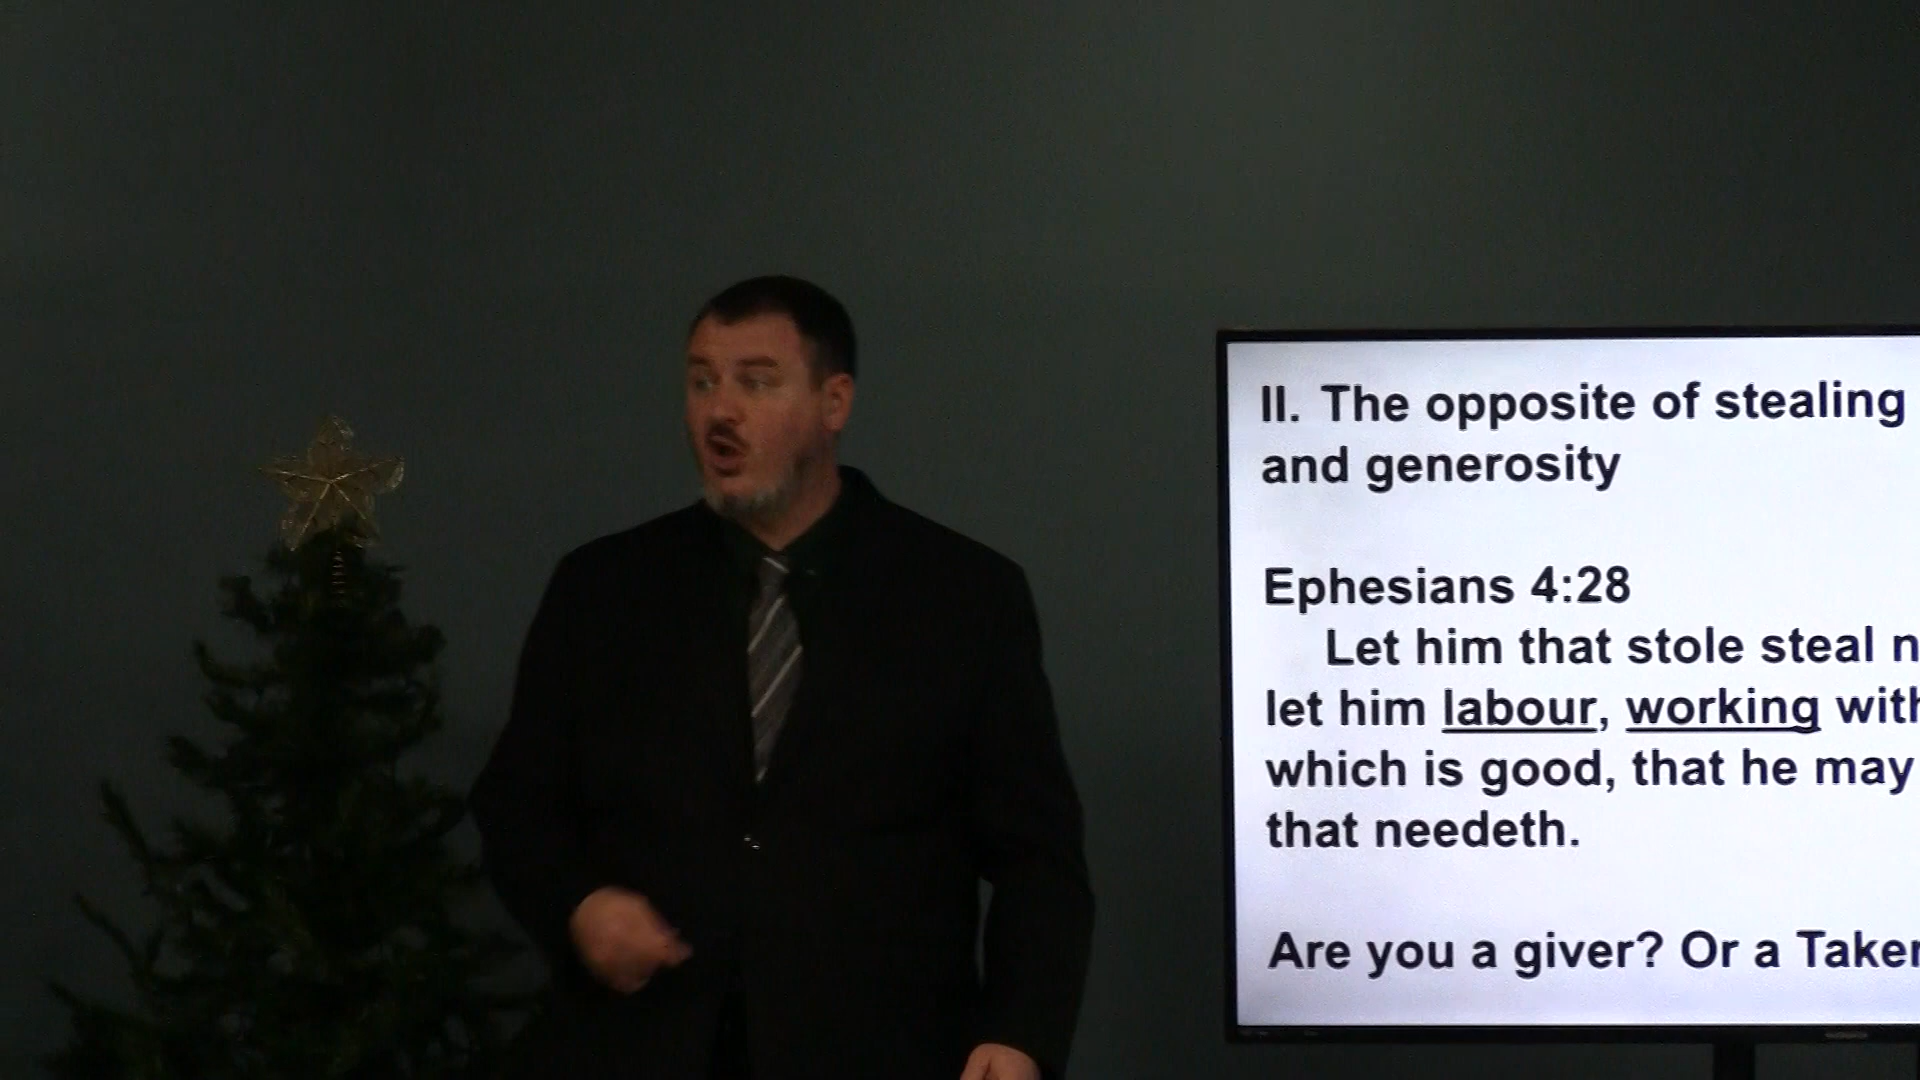 II. The opposite of stealing
and generosity
Ephesians 4:28
Let him that stole steal n
let him labour, working with
which is good, that he may
that needeth.
Are you a giver? Or a Taker